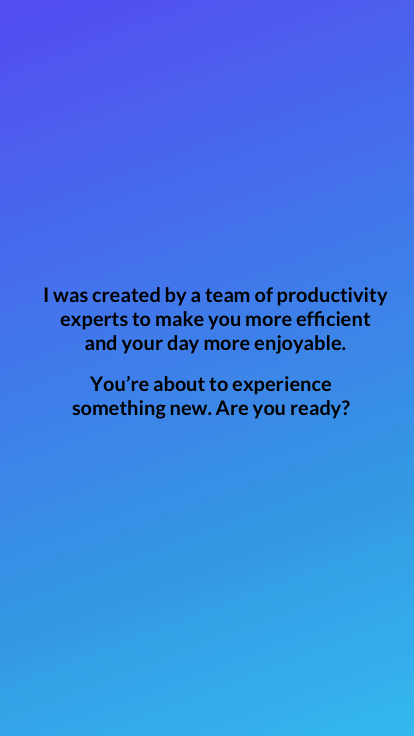 I was created by a team of productivity
experts to make you more efficient
and your day more enjoyable.
You’re about to experience
something new. Are you ready?